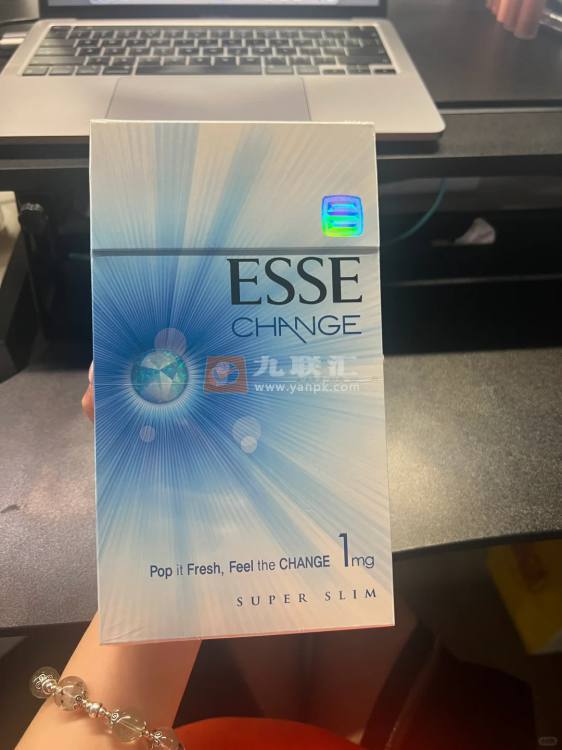 ESSE
CHANGE
九联汇
www.yanpk.com
Pop it Fresh, Feel the CHANGE 1mg
SUPER SLIM